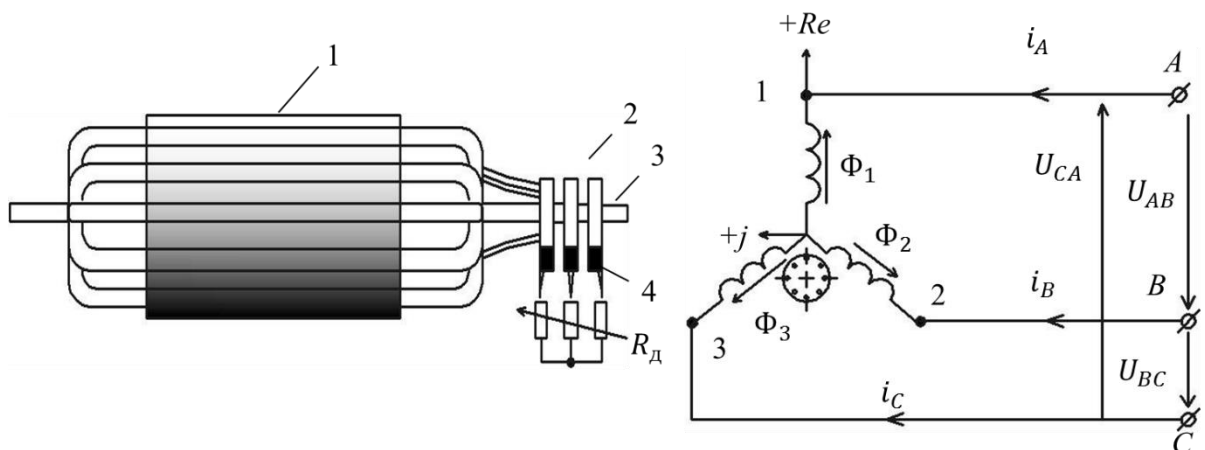 1
2
3
4
R_Д
+Re
i_A
A
1
U_CA
Φ_1
U_AB
+j
Φ_2
i_B
B
2
Φ_3
3
U_BC
i_C
C